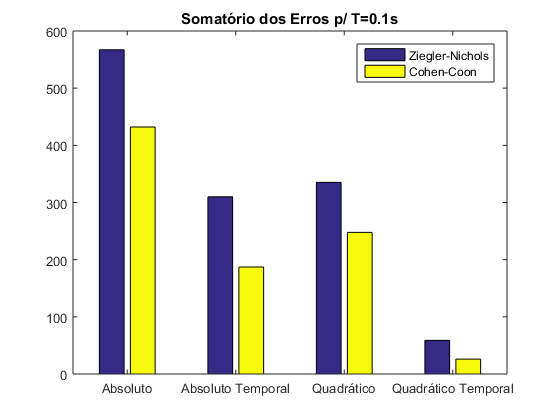 Somatório dos Erros p/ T=0.1s
600
500
400
300
200
100
0
Ziegler-Nichols
Cohen-Coon
Absoluto
Absoluto Temporal
Quadrático
Quadrático Temporal